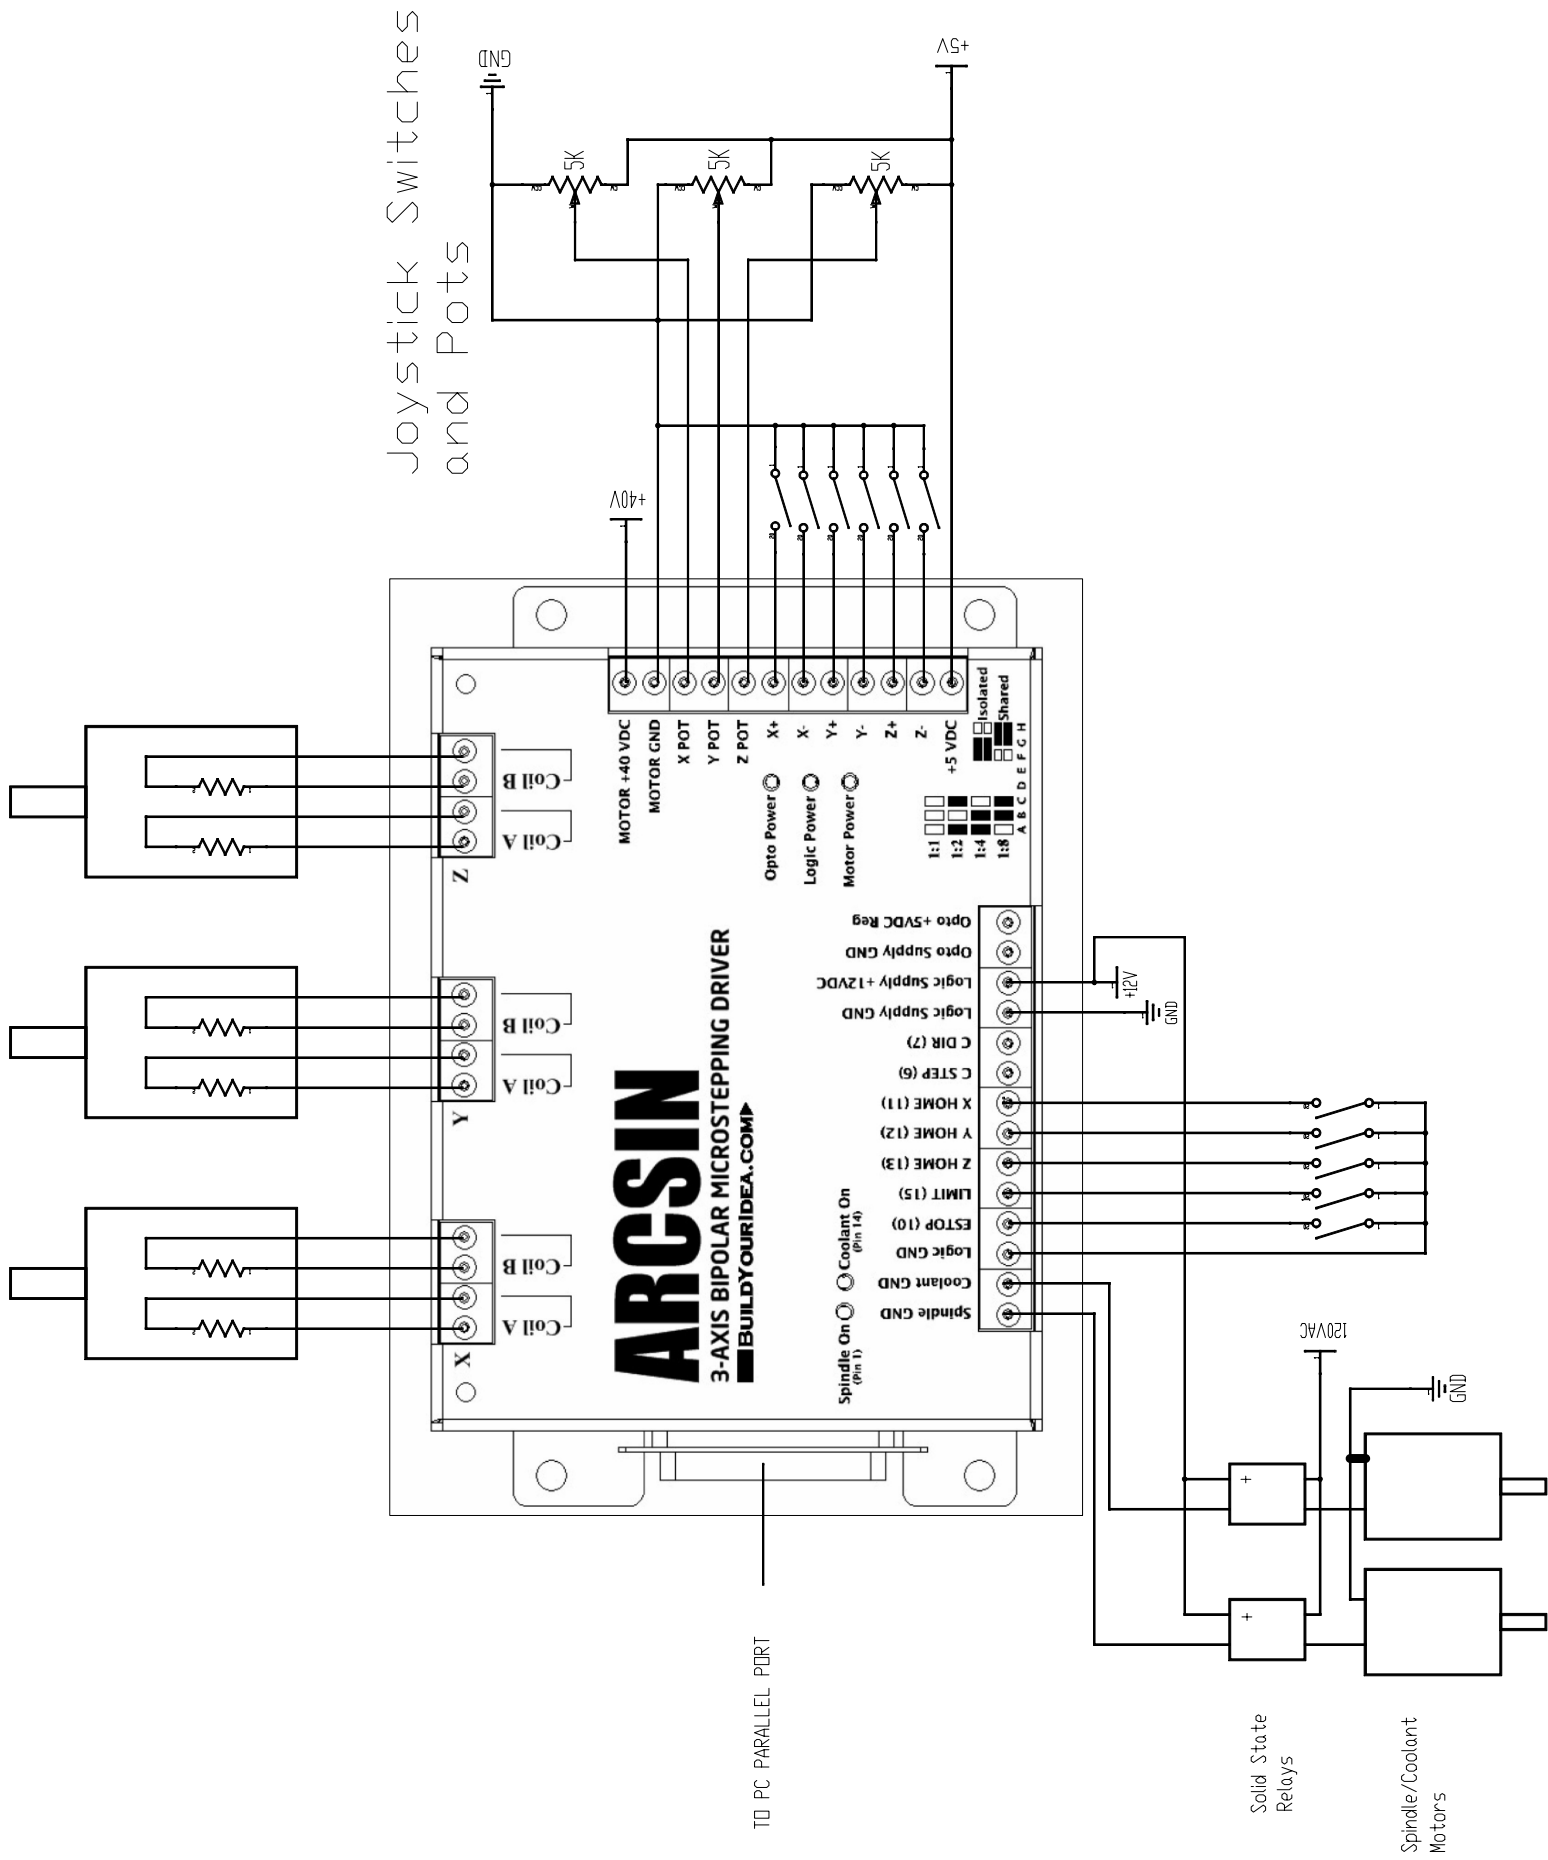 Joystick Switches
and Pots
GND
+5V
5K
5K
5K
+40V
MOTOR +40 VDC
MOTOR GND
X POT
Y POT
Z POT
X+
X-
Y+
Y-
Z+
Z-
+5 VDC
Isolated
Shared
A B C D E F G H
1:1
1:2
1:4
1:8
Opto Power
Logic Power
Motor Power
Z
Coil A
Coil B
Y
Coil A
Coil B
X
Coil A
Coil B
ARCSIN
3-AXIS BIPOLAR MICROSTEPPING DRIVER
BUILDYOURIDEA.COM
Spindle On
(Pin 1)
Coolant On
(Pin 14)
Opto +5VDC Reg
Opto Supply GND
Logic Supply +12VDC
Logic Supply GND
C DIR (7)
C STEP (6)
X HOME (11)
Y HOME (12)
Z HOME (13)
LIMIT (15)
ESTOP (10)
Logic GND
Coolant GND
Spindle GND
+12V
GND
120VAC
GND
+
+
TO PC PARALLEL PORT
Solid State
Relays
Spindle/Coolant
Motors